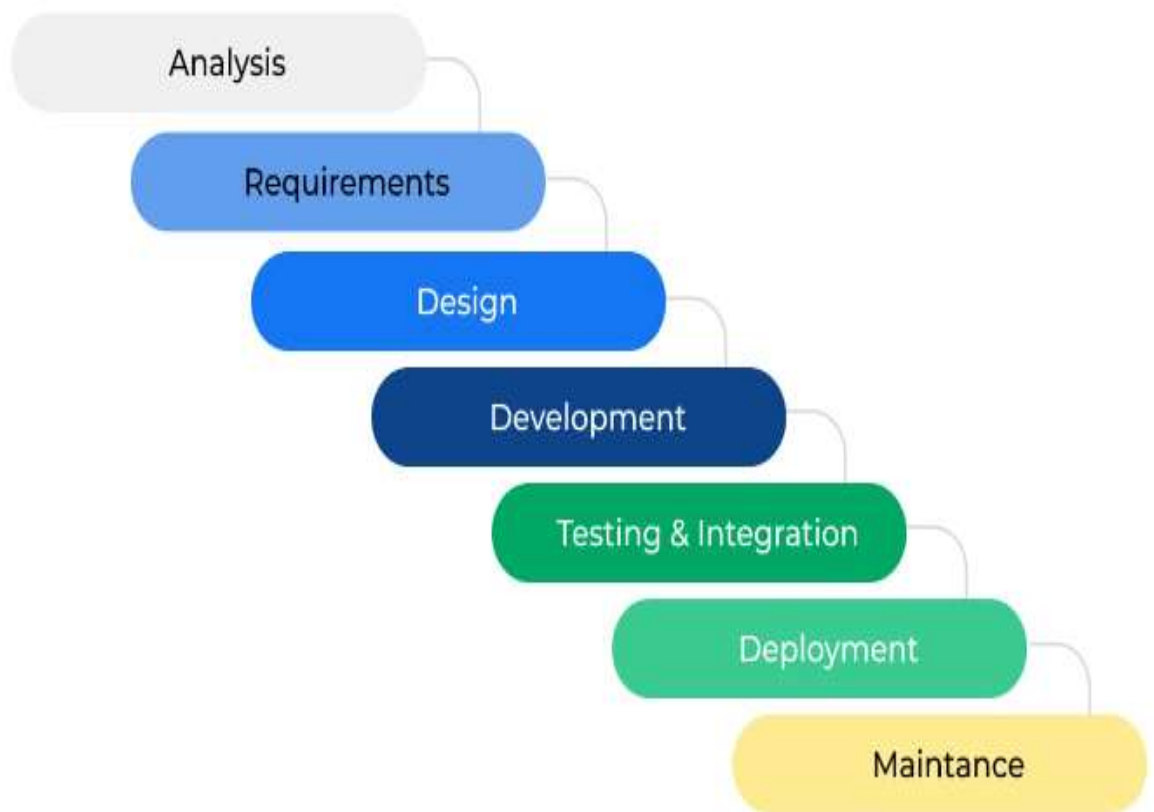 Analysis
Requirements
Design
Development
Testing & Integration
Deployment
Maintance